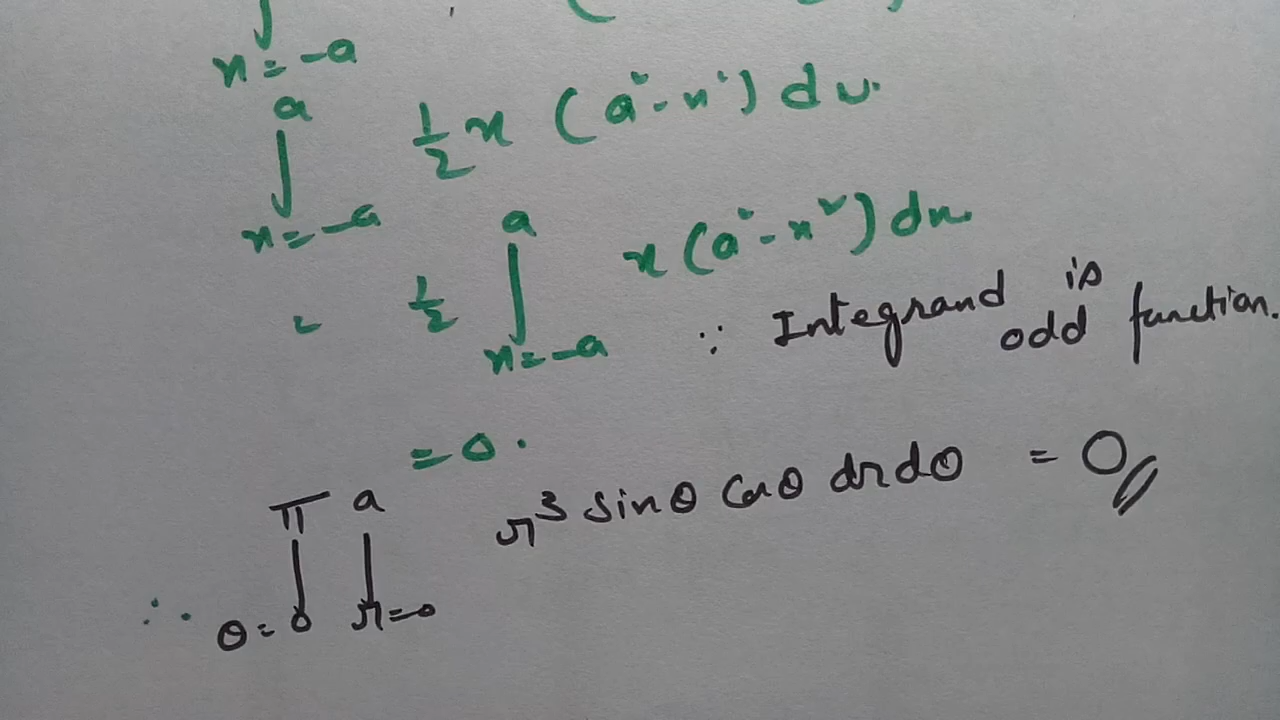 x = -a
a
∫ ½ x (a² - x²) dx.
x = -a
a
= ½ ∫ x (a² - x²) dx.
x = -a
∵ Integrand is odd function.
= 0.
π a
∴ ∫ ∫ r³ sinθ cosθ dr dθ = 0
θ = 0 r = 0